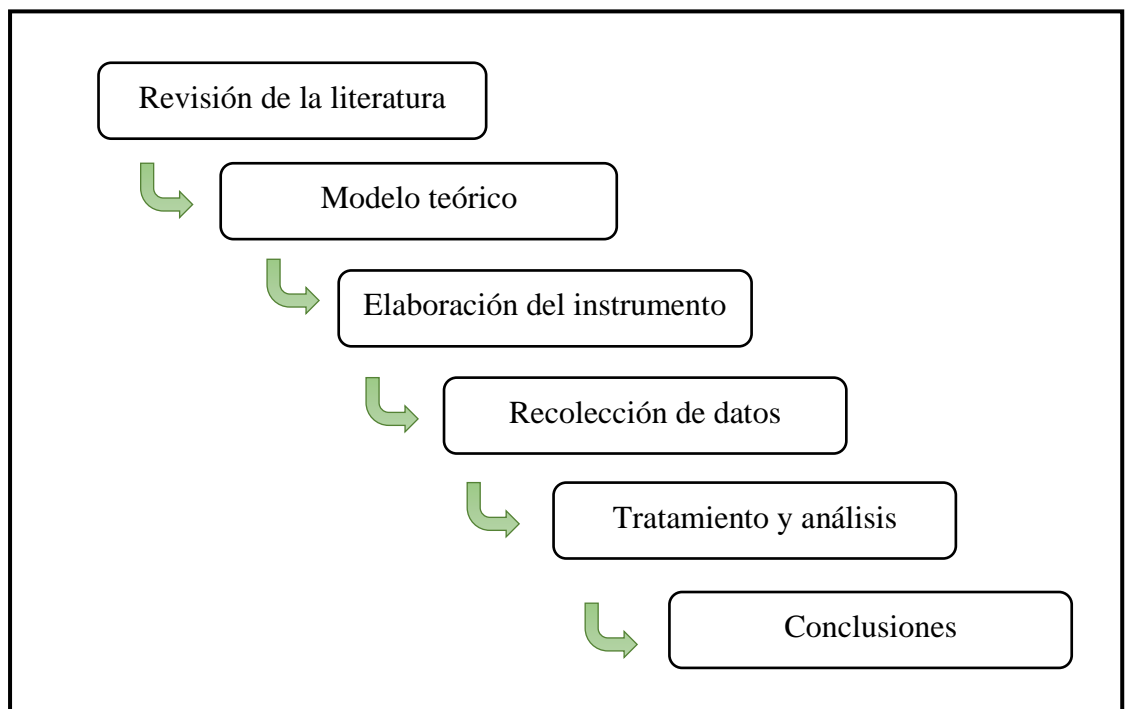 Revisión de la literatura
Modelo teórico
Elaboración del instrumento
Recolección de datos
Tratamiento y análisis
Conclusiones